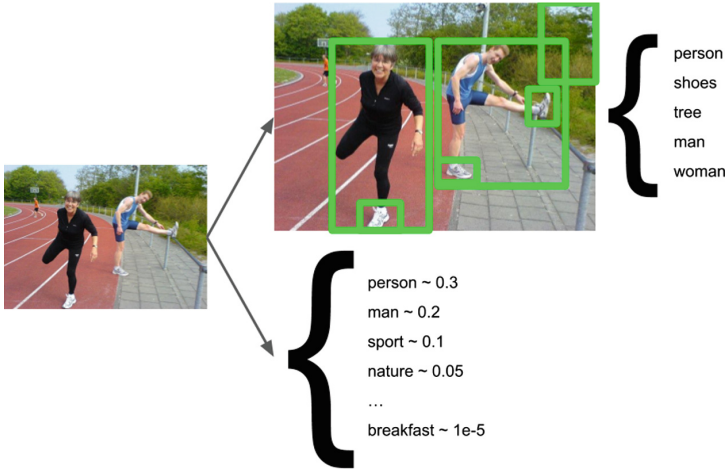 person
shoes
tree
man
woman
person ~ 0.3
man ~ 0.2
sport ~ 0.1
nature ~ 0.05
…
breakfast ~ 1e-5